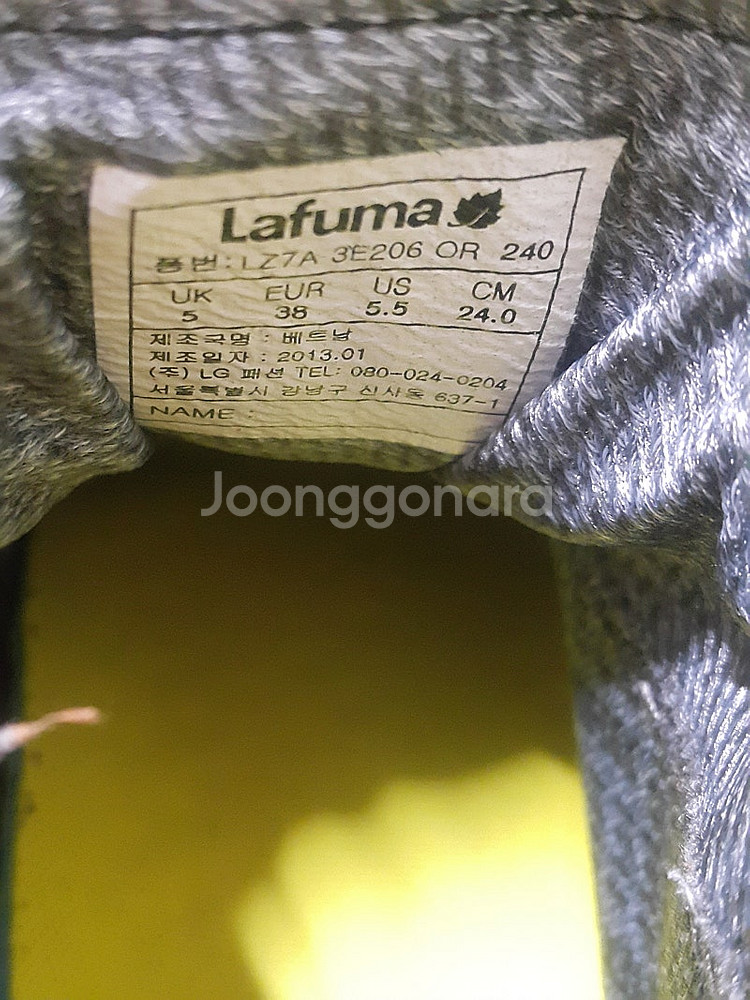 Lafuma
품번: LZ7A 3E206 OR 240
UK EUR US CM
5 38 5.5 24.0
제조국명 : 베트남
제조일자 : 2013.01
(주) LG 패션 TEL: 080-024-0204
서울특별시 강남구 신사동 637-1
NAME :
Joonggonara